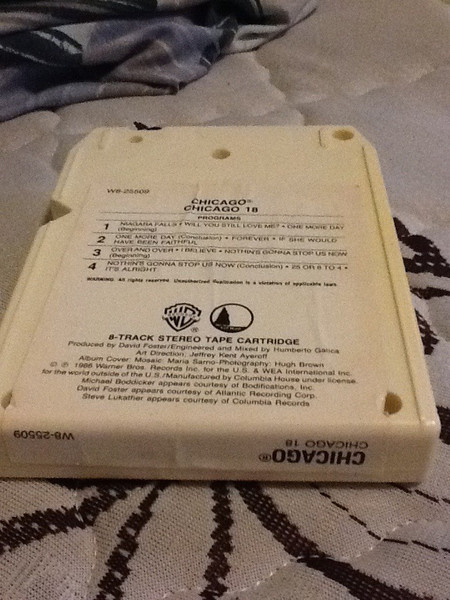 W8-25509
CHICAGO®
CHICAGO 18
PROGRAMS
1 NIAGARA FALLS • WILL YOU STILL LOVE ME? • ONE MORE DAY
(Beginning)
2 ONE MORE DAY (Conclusion) • FOREVER • IF SHE WOULD
HAVE BEEN FAITHFUL
3 OVER AND OVER • I BELIEVE • NOTHIN'S GONNA STOP US NOW
(Beginning)
4 NOTHIN'S GONNA STOP US NOW (Conclusion) • 25 OR 6 TO 4 •
IT'S ALRIGHT
WARNING: All rights reserved. Unauthorized Duplication is a violation of applicable laws.
WB
®
8-TRACK STEREO TAPE CARTRIDGE
Produced by David Foster/Engineered and Mixed by Humberto Gatica
Art Direction: Jeffrey Kent Ayeroff
Album Cover: Mosaic: Maria Sarno-Photography: Hugh Brown
© ℗ 1986 Warner Bros. Records Inc. for the U.S. & WEA International Inc.
for the world outside of the U.S./Manufactured by Columbia House under license.
Michael Boddicker appears courtesy of Bodifications, Inc.
David Foster appears courtesy of Atlantic Recording Corp.
Steve Lukather appears courtesy of Columbia Records
CHICAGO®
CHICAGO 18
W8-25509